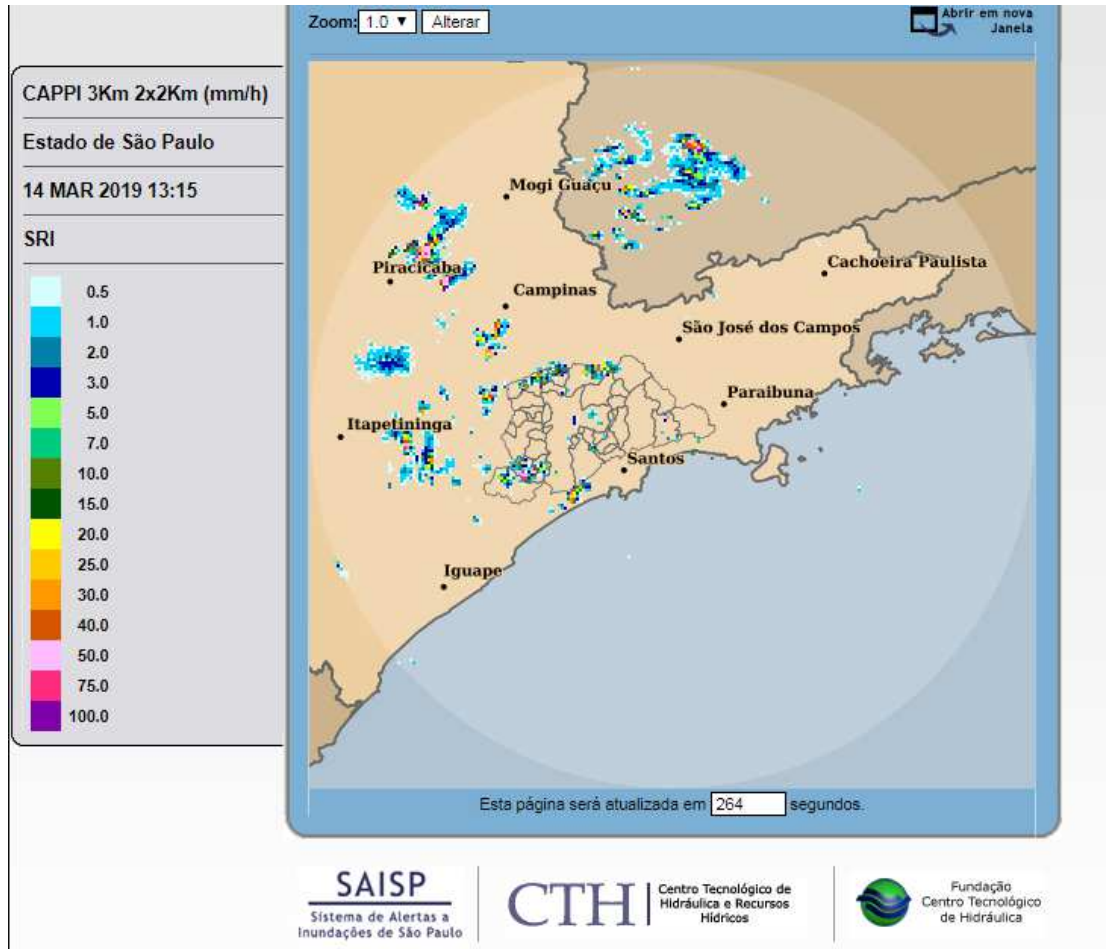 Zoom: 1.0 ▼ Alterar
Abrir em nova
Janela
CAPPI 3Km 2x2Km (mm/h)
Estado de São Paulo
14 MAR 2019 13:15
SRI
0.5
1.0
2.0
3.0
5.0
7.0
10.0
15.0
20.0
25.0
30.0
40.0
50.0
75.0
100.0
Mogi Guaçu
Cachoeira Paulista
Piracicaba
Campinas
São José dos Campos
Paraibuna
Itapetininga
Santos
Iguape
Esta página será atualizada em 264 segundos.
SAISP
Sistema de Alertas a
Inundações de São Paulo
CTH
Centro Tecnológico de
Hidráulica e Recursos
Hídricos
Fundação
Centro Tecnológico
de Hidráulica